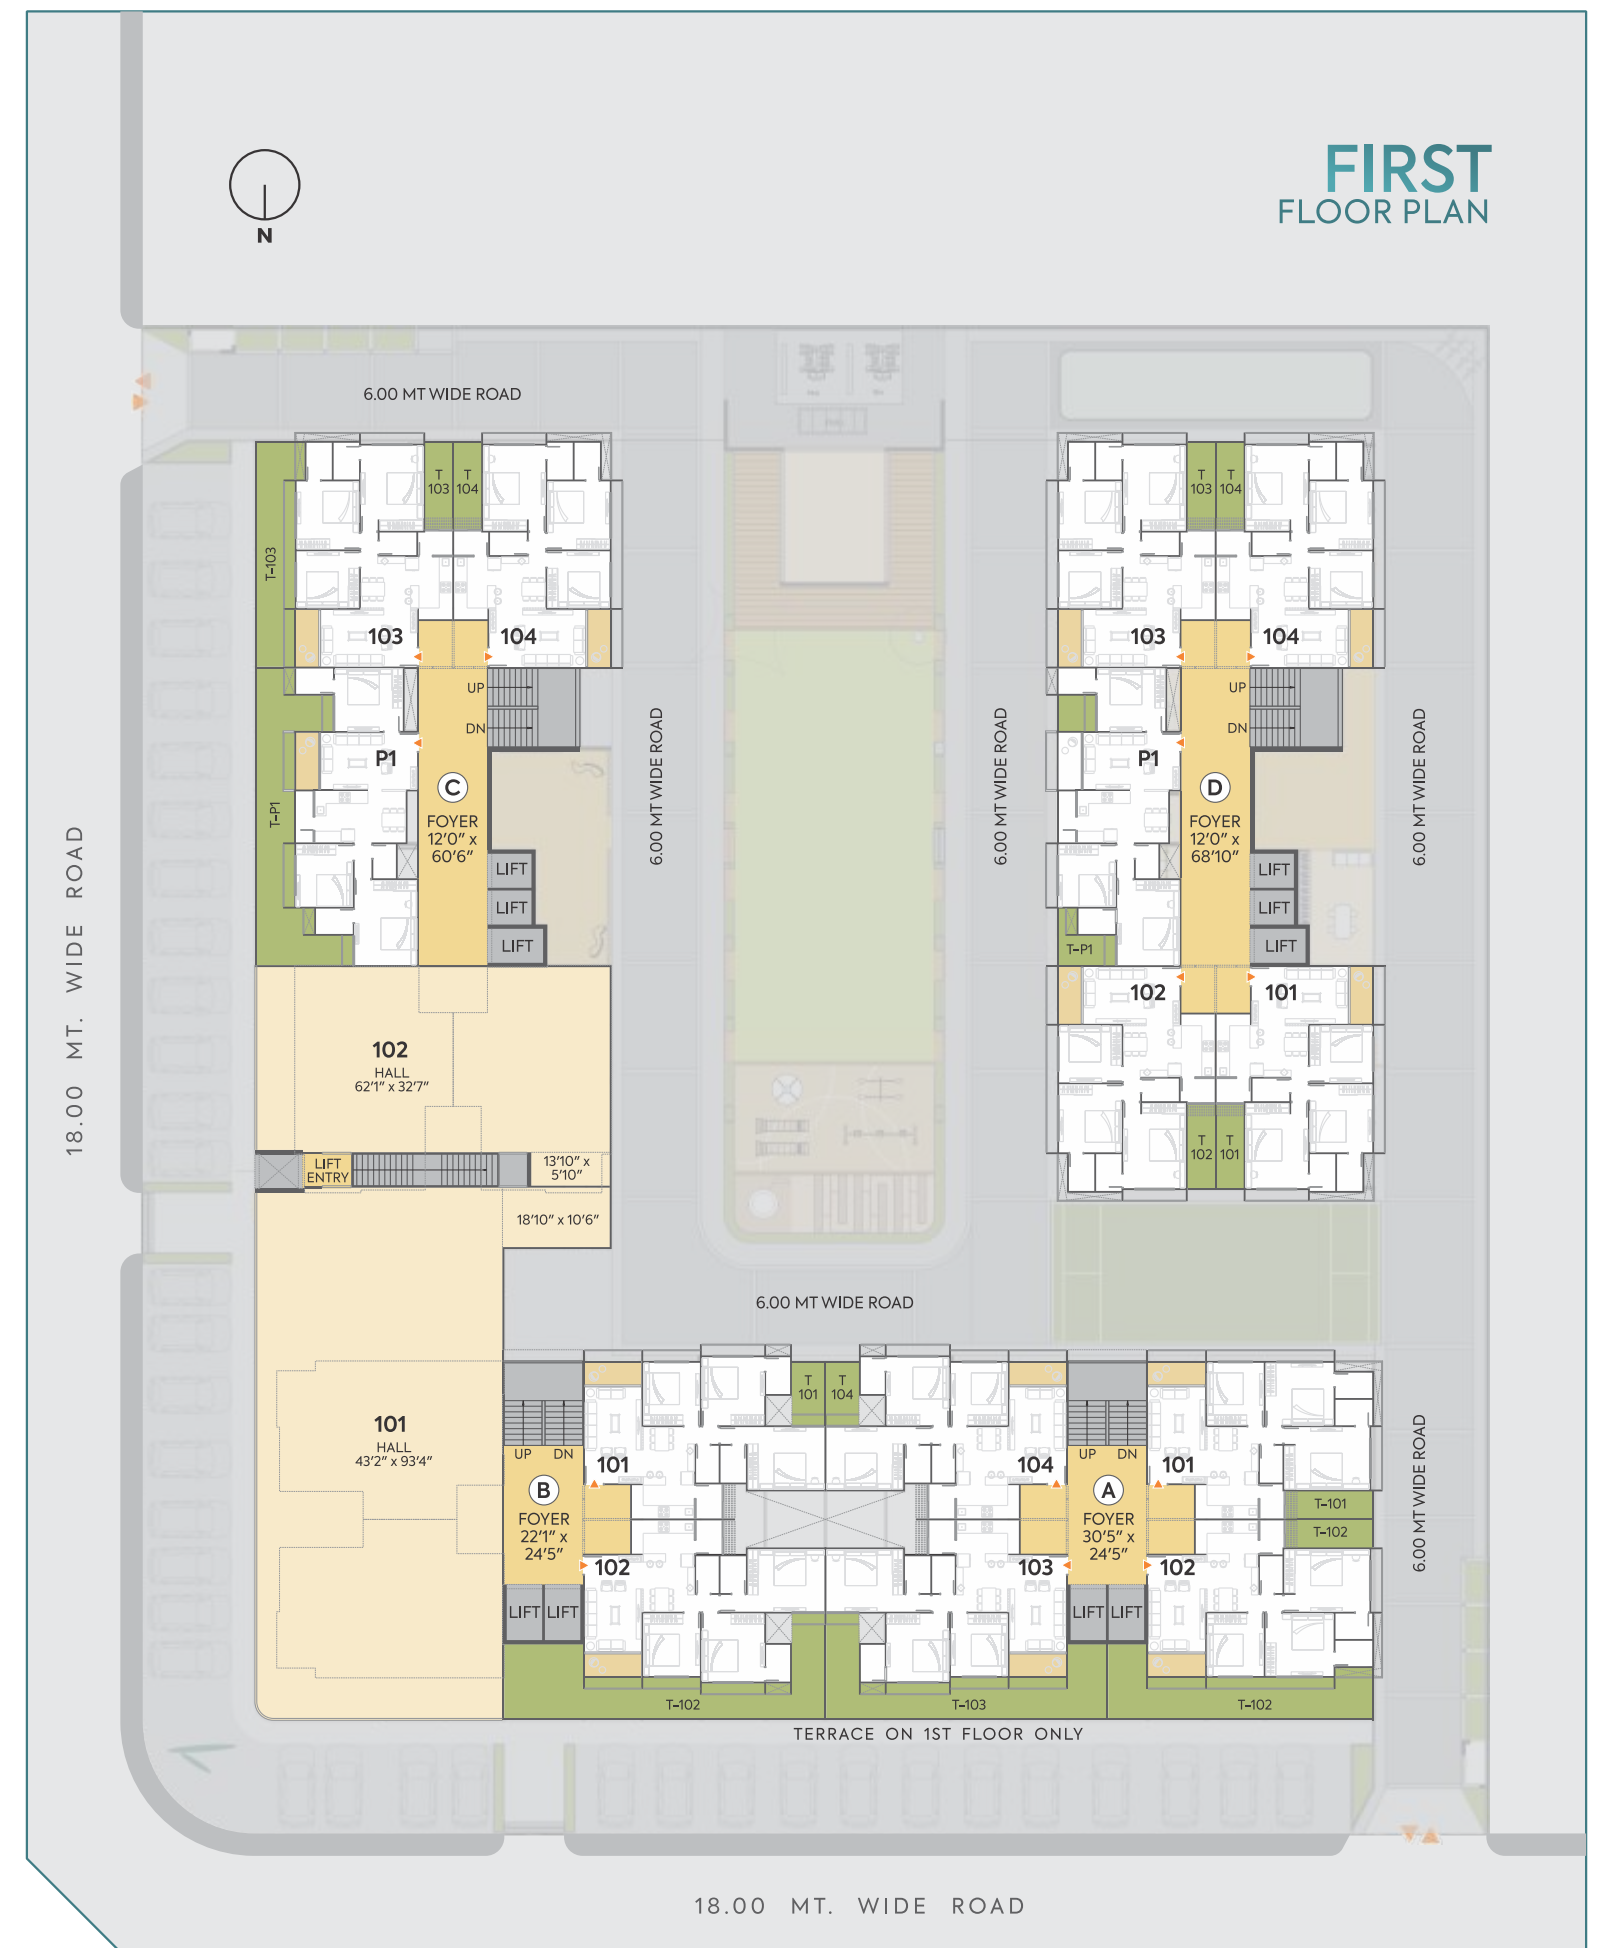 FIRST
FLOOR PLAN
N
6.00 MT WIDE ROAD
T
103
T
104
T
103
T
104
T-103
103
104
103
104
UP
DN
UP
DN
P1
P1
T-P1
C
FOYER
12'0" x
60'6"
D
FOYER
12'0" x
68'10"
6.00 MT WIDE ROAD
6.00 MT WIDE ROAD
6.00 MT WIDE ROAD
18.00 MT. WIDE ROAD
LIFT
LIFT
LIFT
LIFT
LIFT
LIFT
T-P1
102
101
102
HALL
62'1" x 32'7"
T
102
T
101
LIFT
ENTRY
13'10" x
5'10"
18'10" x 10'6"
6.00 MT WIDE ROAD
T
101
T
104
101
HALL
43'2" x 93'4"
UP DN
101
104
UP DN
101
B
FOYER
22'1" x
24'5"
A
FOYER
30'5" x
24'5"
T-101
T-102
6.00 MT WIDE ROAD
102
103
102
LIFT
LIFT
LIFT
LIFT
T-102
T-103
T-102
TERRACE ON 1ST FLOOR ONLY
18.00 MT. WIDE ROAD